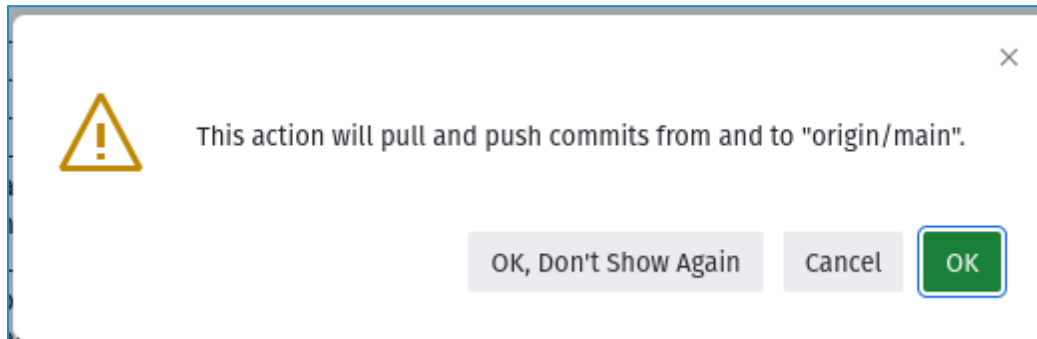 This action will pull and push commits from and to "origin/main".
OK, Don't Show Again
Cancel
OK